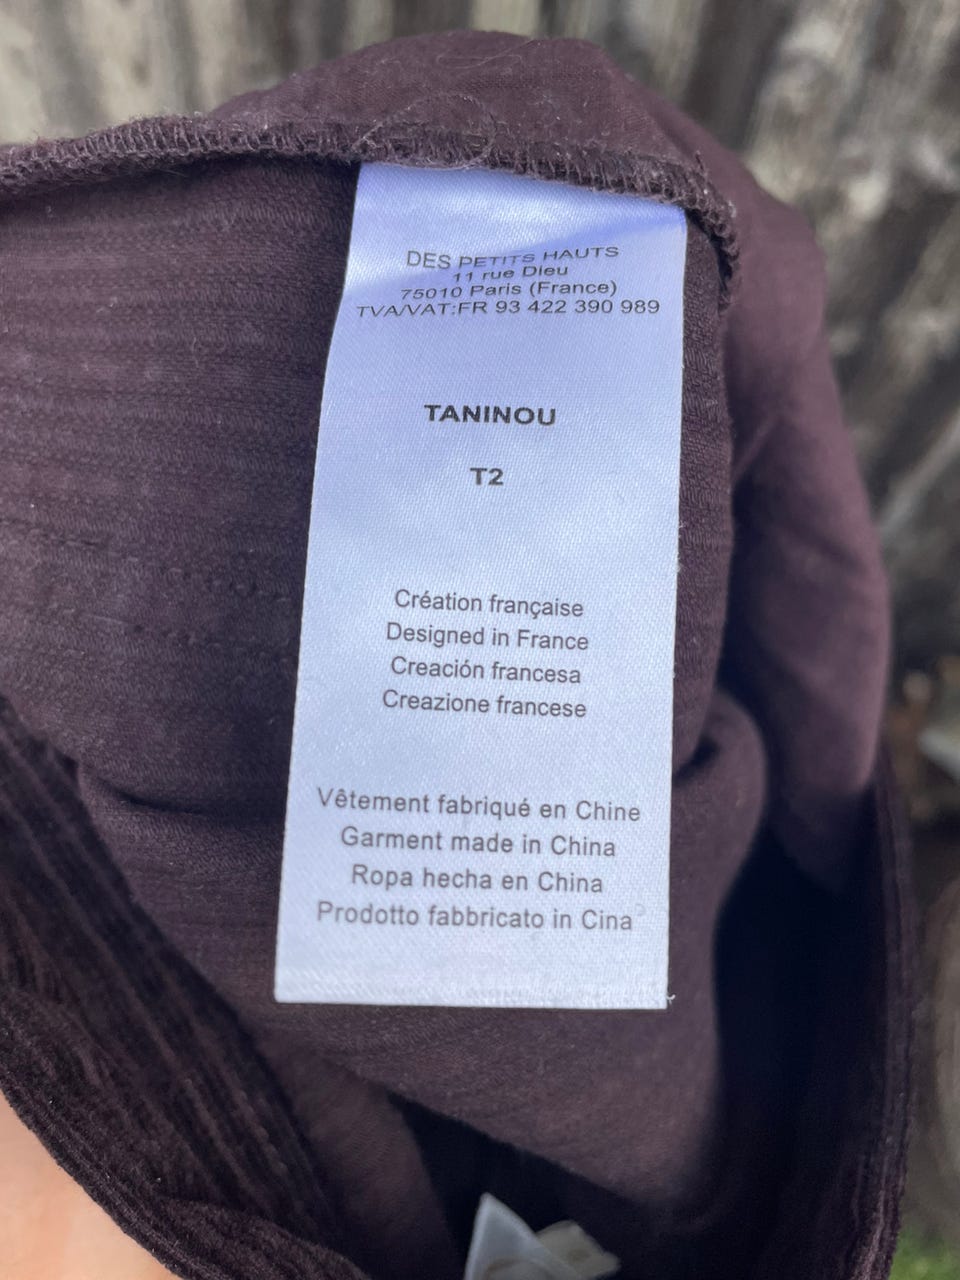 DES PETITS HAUTS
11 rue Dieu
75010 Paris (France)
TVA/VAT:FR 93 422 390 989
TANINOU
T2
Création française
Designed in France
Creación francesa
Creazione francese
Vêtement fabriqué en Chine
Garment made in China
Ropa hecha en China
Prodotto fabbricato in Cina